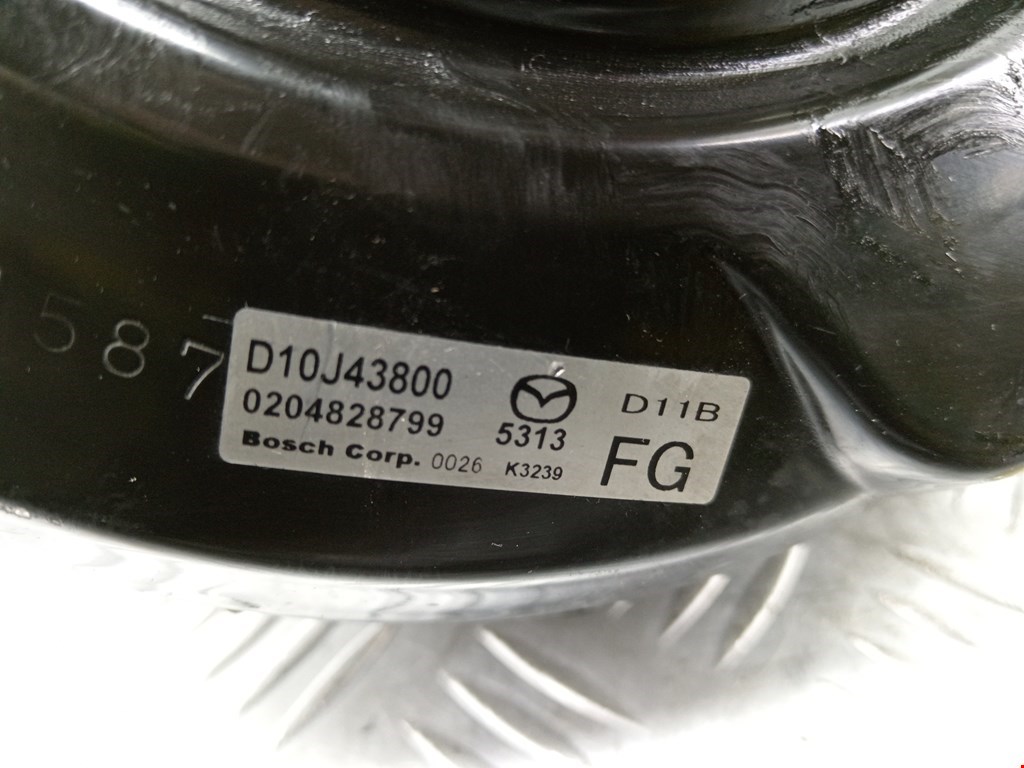 587
D10J43800
0204828799
Bosch Corp. 0026
5313
K3239
D11B
FG